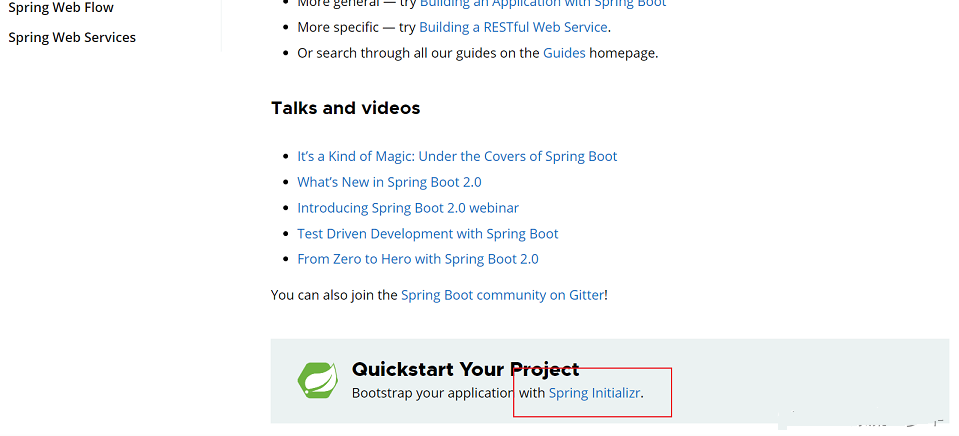 Spring Web Flow
Spring Web Services
More general — try Building an Application with Spring Boot
More specific — try Building a RESTful Web Service.
Or search through all our guides on the Guides homepage.
Talks and videos
It’s a Kind of Magic: Under the Covers of Spring Boot
What’s New in Spring Boot 2.0
Introducing Spring Boot 2.0 webinar
Test Driven Development with Spring Boot
From Zero to Hero with Spring Boot 2.0
You can also join the Spring Boot community on Gitter!
Quickstart Your Project
Bootstrap your application with Spring Initializr.